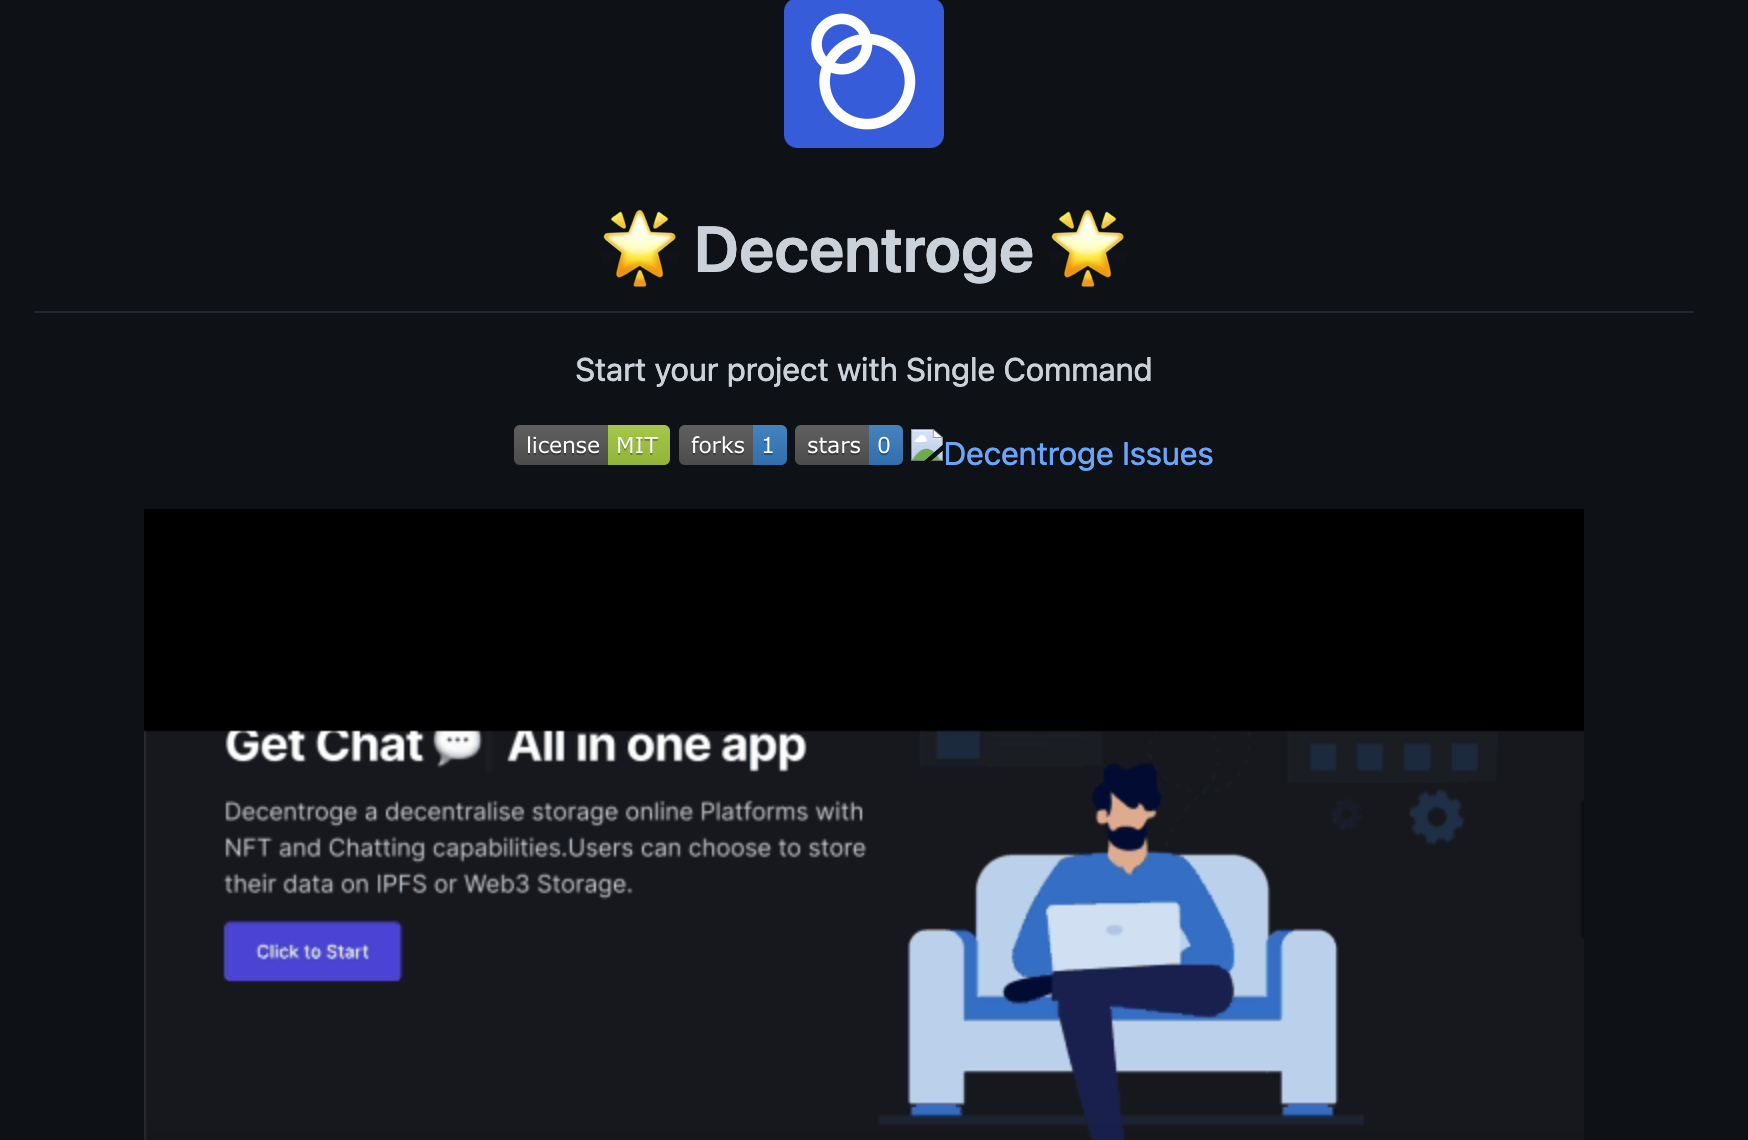 🌟 Decentroge 🌟
Start your project with Single Command
license MIT forks 1 stars 0 Decentroge Issues
Get Chat 💬 All in one app
Decentroge a decentralise storage online Platforms with
NFT and Chatting capabilities.Users can choose to store
their data on IPFS or Web3 Storage.
Click to Start